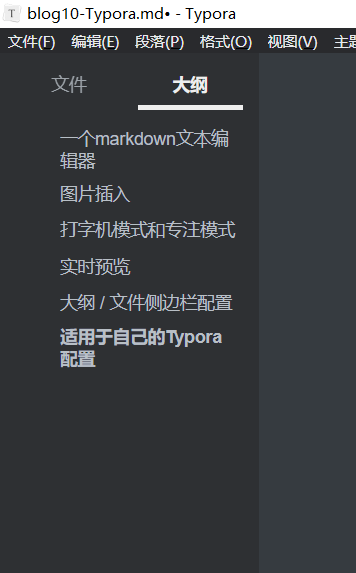 T blog10-Typora.md• - Typora
文件(F) 编辑(E) 段落(P) 格式(O) 视图(V) 主题
文件 大纲
一个markdown文本编
辑器
图片插入
打字机模式和专注模式
实时预览
大纲 / 文件侧边栏配置
适用于自己的Typora
配置